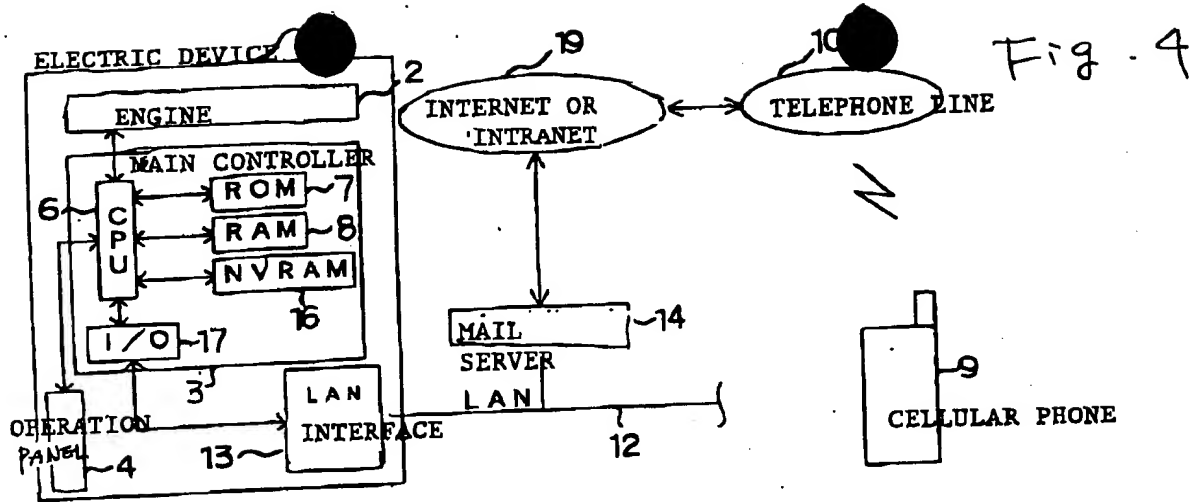 Fig. 4
ELECTRIC DEVICE
2
ENGINE
MAIN CONTROLLER
6
CPU
ROM
7
RAM
8
NVRAM
16
I/O
17
3
OPERATION
PANEL
4
LAN
INTERFACE
13
19
INTERNET OR
INTRANET
10
TELEPHONE LINE
MAIL
SERVER
14
LAN
12
9
CELLULAR PHONE